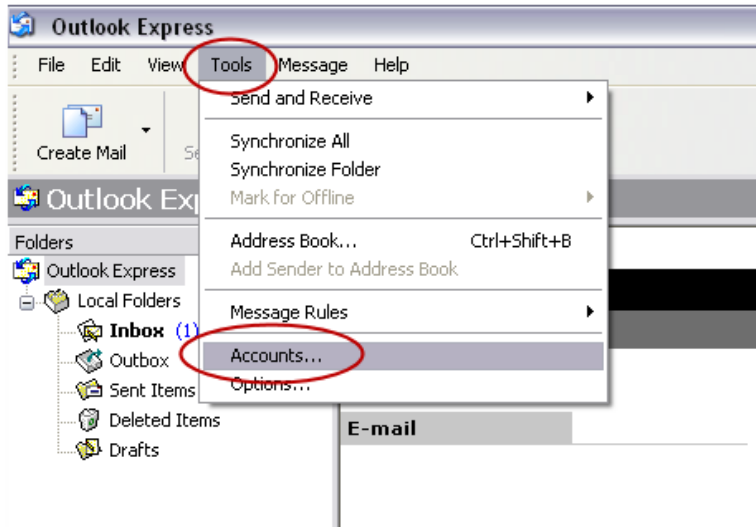 Outlook Express
File Edit View Tools Message Help
Send and Receive
Create Mail
Synchronize All
Synchronize Folder
Mark for Offline
Outlook
Address Book... Ctrl+Shift+B
Add Sender to Address Book
Folders
Outlook Express
Local Folders
Message Rules
Inbox (1)
Accounts...
Outbox
Options...
Sent Items
Deleted Items
E-mail
Drafts